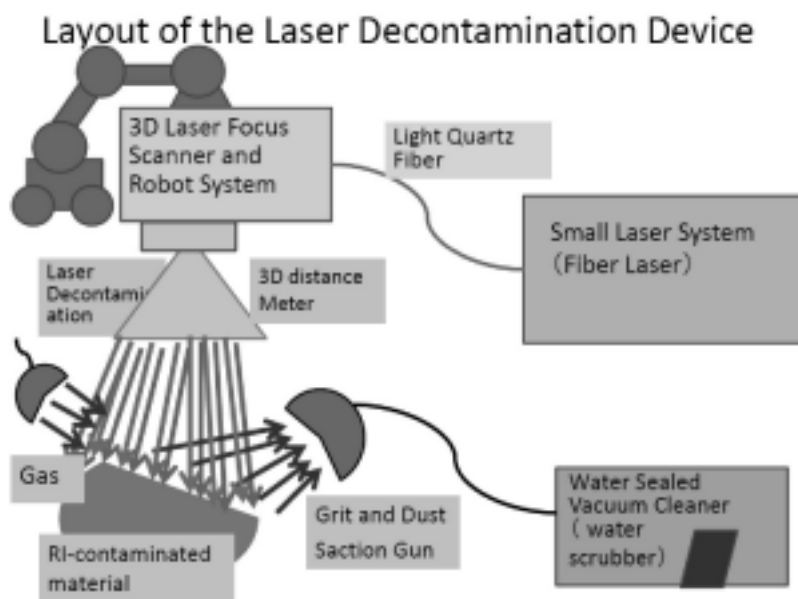 Layout of the Laser Decontamination Device
3D Laser Focus
Scanner and
Robot System
Light Quartz
Fiber
Small Laser System
（Fiber Laser）
Laser
Decontamin
ation
3D distance
Meter
Gas
Grit and Dust
Saction Gun
RI-contaminated
material
Water Sealed
Vacuum Cleaner
（ water
scrubber）